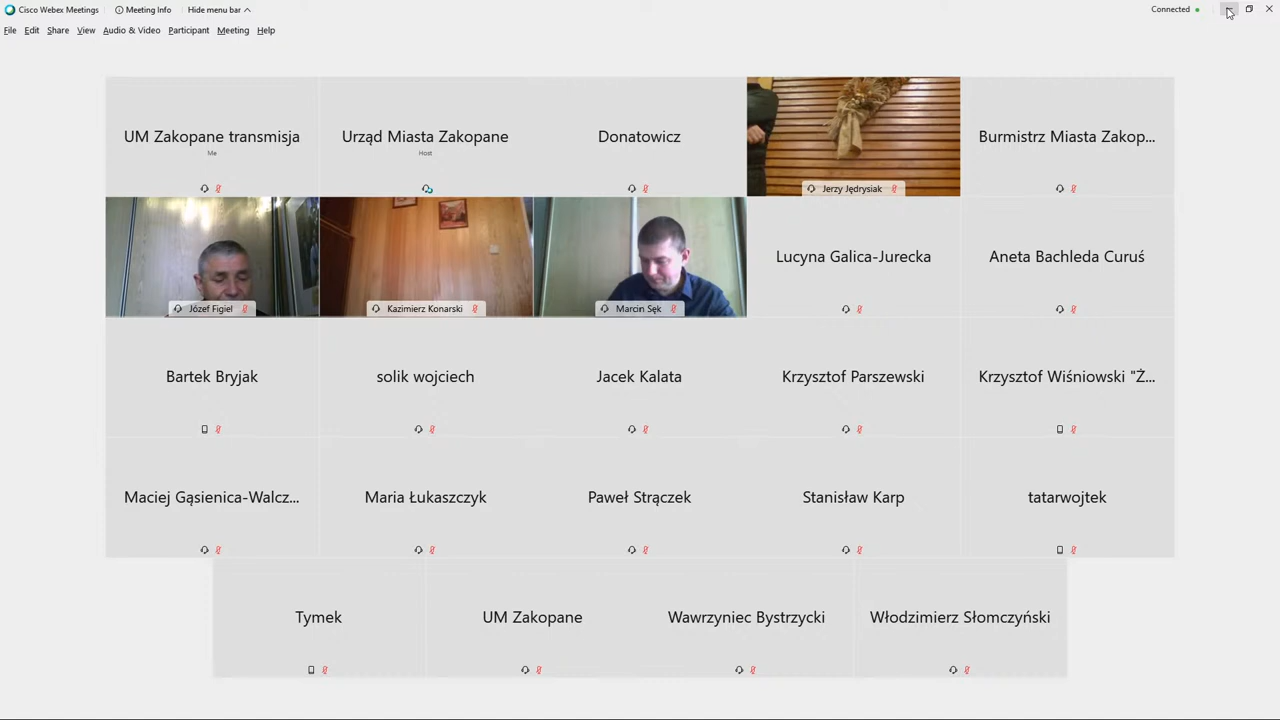 Cisco Webex Meetings Meeting Info Hide menu bar Connected
File Edit Share View Audio & Video Participant Meeting Help
UM Zakopane transmisja
Me
Urząd Miasta Zakopane
Host
Donatowicz
Jerzy Jędrysiak
Burmistrz Miasta Zakop...
Józef Figiel
Kazimierz Konarski
Marcin Sęk
Lucyna Galica-Jurecka
Aneta Bachleda Curuś
Bartek Bryjak
solik wojciech
Jacek Kalata
Krzysztof Parszewski
Krzysztof Wiśniowski "Ż...
Maciej Gąsienica-Walcz...
Maria Łukaszczyk
Paweł Strączek
Stanisław Karp
tatarwojtek
Tymek
UM Zakopane
Wawrzyniec Bystrzycki
Włodzimierz Słomczyński